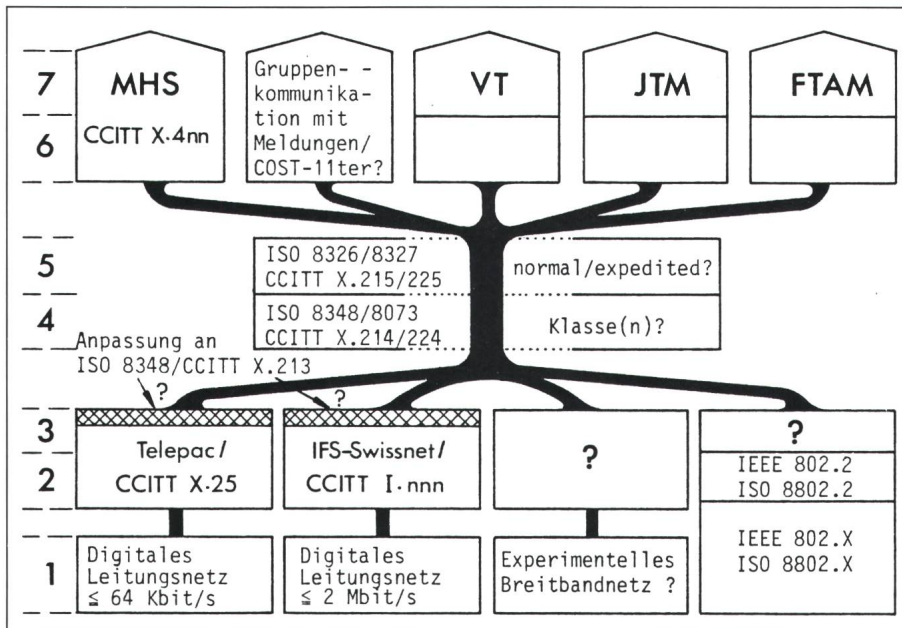 7
MHS
CCITT X.4nn
Gruppen- -
kommunika-
tion mit
Meldungen/
COST-11ter?
VT
JTM
FTAM
6
5
ISO 8326/8327
CCITT X.215/225
normal/expedited?
4
ISO 8348/8073
CCITT X.214/224
Klasse(n)?
Anpassung an
ISO 8348/CCITT X.213
?
?
3
2
Telepac/
CCITT X.25
IFS-Swissnet/
CCITT I.nnn
?
?
IEEE 802.2
ISO 8802.2
1
Digitales
Leitungsnetz
≦ 64 Kbit/s
Digitales
Leitungsnetz
≦ 2 Mbit/s
Experimentelles
Breitbandnetz ?
IEEE 802.X
ISO 8802.X